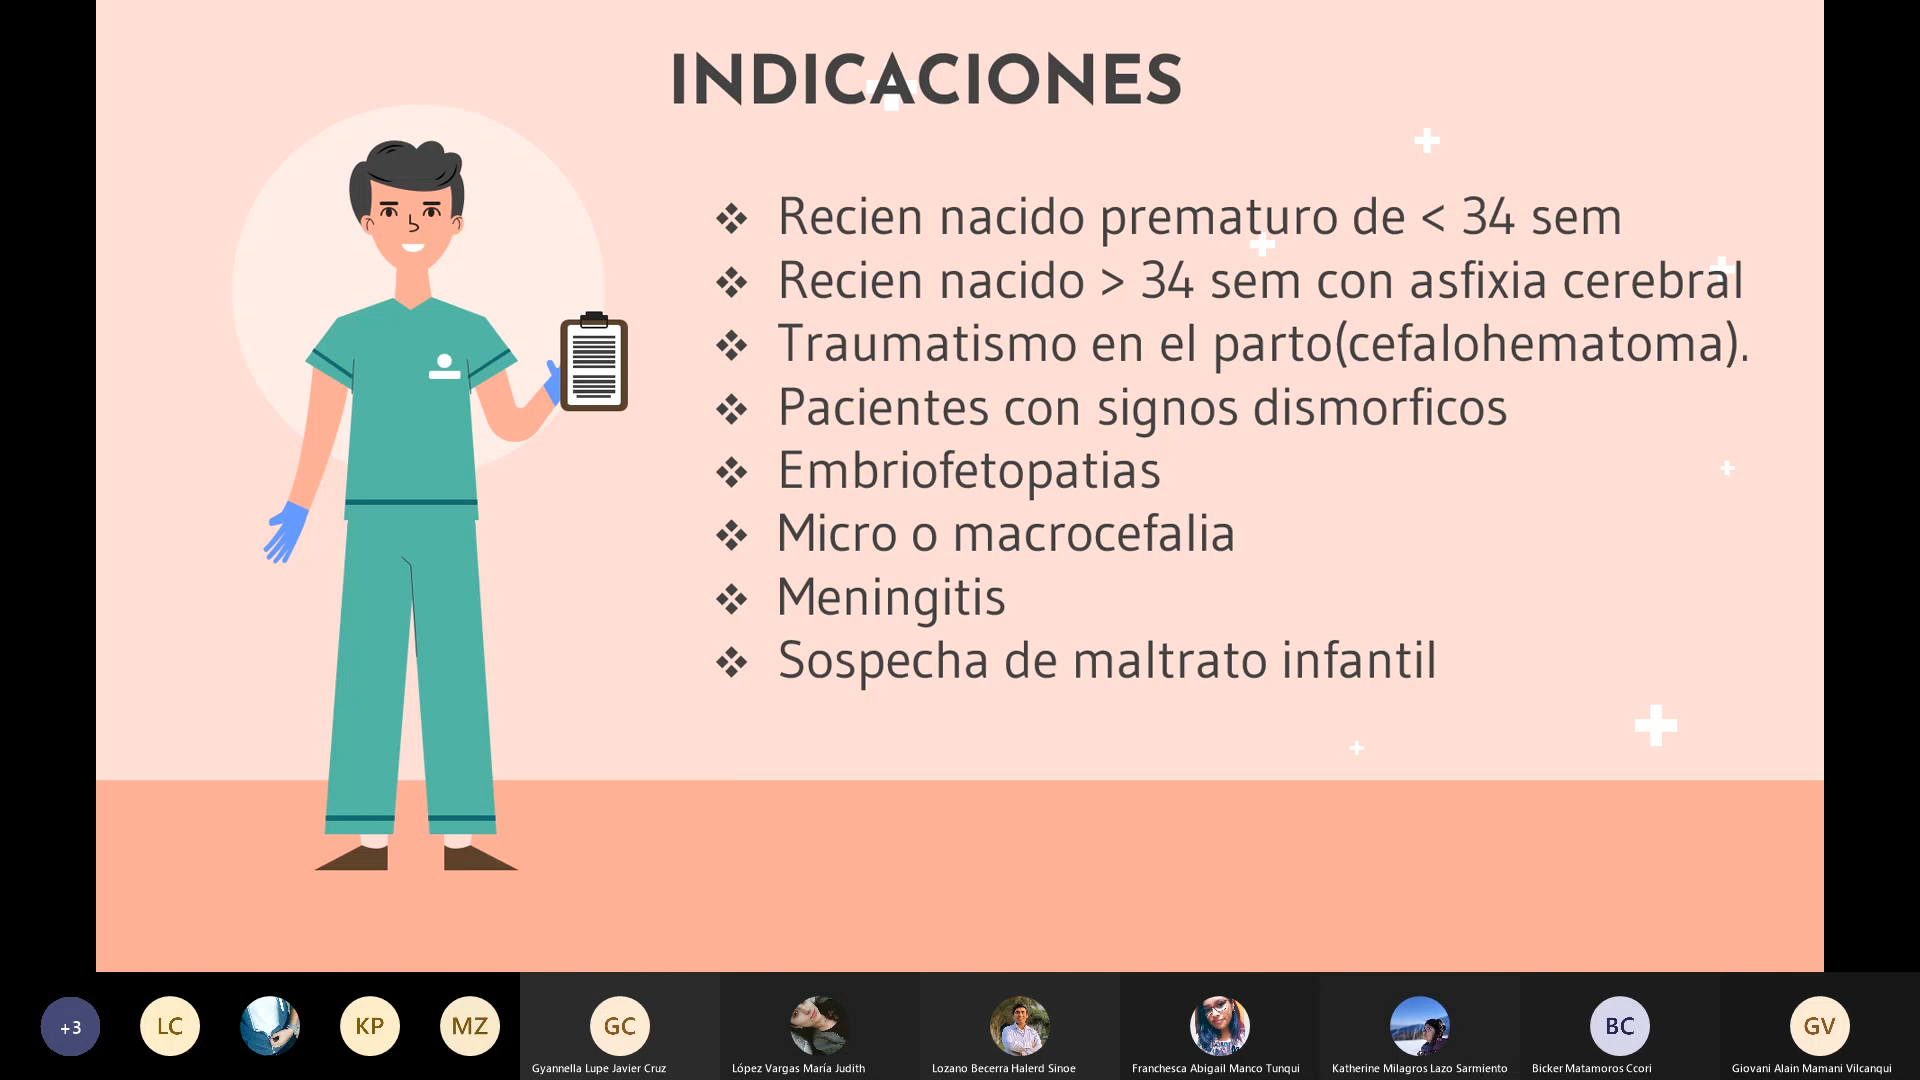 INDICACIONES
Recien nacido prematuro de < 34 sem
Recien nacido > 34 sem con asfixia cerebral
Traumatismo en el parto(cefalohematoma).
Pacientes con signos dismorficos
Embriofetopatias
Micro o macrocefalia
Meningitis
Sospecha de maltrato infantil
+3
LC
KP
MZ
GC
BC
GV
Gyannella Lupe Javier Cruz
López Vargas María Judith
Lozano Becerra Halerd Sinoe
Franchesca Abigail Manco Tunqui
Katherine Milagros Lazo Sarmiento
Bicker Matamoros Ccori
Giovani Alain Mamani Vilcanqui